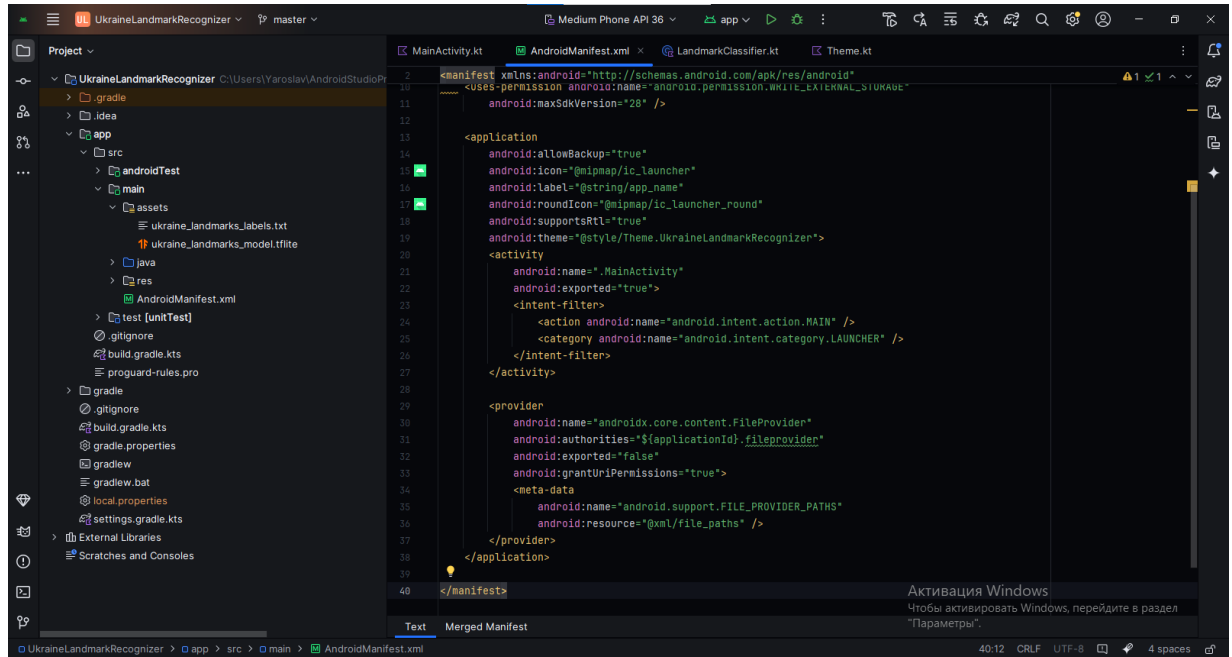 UL UkraineLandmarkRecognizer master Medium Phone API 36 app
Project
MainActivity.kt AndroidManifest.xml LandmarkClassifier.kt Theme.kt
UkraineLandmarkRecognizer C:\Users\Yaroslav\AndroidStudioPr
.gradle
.idea
app
src
androidTest
main
assets
ukraine_landmarks_labels.txt
ukraine_landmarks_model.tflite
java
res
AndroidManifest.xml
test [unitTest]
.gitignore
build.gradle.kts
proguard-rules.pro
gradle
.gitignore
build.gradle.kts
gradle.properties
gradlew
gradlew.bat
local.properties
settings.gradle.kts
External Libraries
Scratches and Consoles
2 <manifest xmlns:android="http://schemas.android.com/apk/res/android" 1 1
10 <uses-permission android:name="android.permission.WRITE_EXTERNAL_STORAGE"
11 android:maxSdkVersion="28" />
12
13 <application
14 android:allowBackup="true"
15 android:icon="@mipmap/ic_launcher"
16 android:label="@string/app_name"
17 android:roundIcon="@mipmap/ic_launcher_round"
18 android:supportsRtl="true"
19 android:theme="@style/Theme.UkraineLandmarkRecognizer">
20 <activity
21 android:name=".MainActivity"
22 android:exported="true">
23 <intent-filter>
24 <action android:name="android.intent.action.MAIN" />
25 <category android:name="android.intent.category.LAUNCHER" />
26 </intent-filter>
27 </activity>
28
29 <provider
30 android:name="androidx.core.content.FileProvider"
31 android:authorities="${applicationId}.fileprovider"
32 android:exported="false"
33 android:grantUriPermissions="true">
34 <meta-data
35 android:name="android.support.FILE_PROVIDER_PATHS"
36 android:resource="@xml/file_paths" />
37 </provider>
38 </application>
39
40 </manifest>
Активация Windows
Чтобы активировать Windows, перейдите в раздел
"Параметры".
Text Merged Manifest
UkraineLandmarkRecognizer > app > src > main > AndroidManifest.xml 40:12 CRLF UTF-8 4 spaces